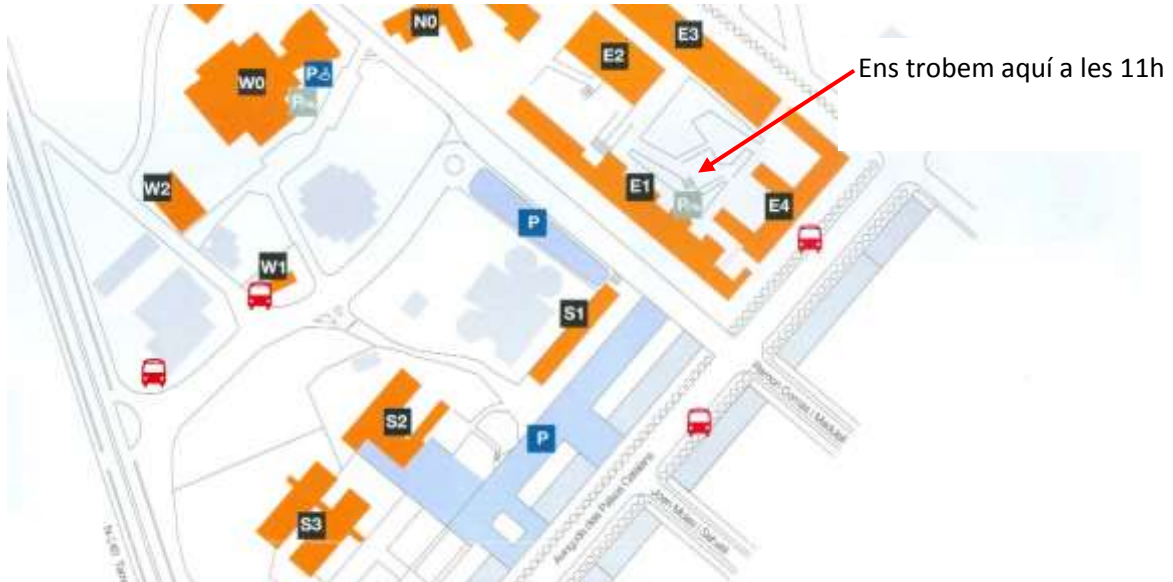 N0
E3
E2
Ens trobem aquí a les 11h
W0
P
P
W2
E1
P
E4
P
W1
S1
S2
P
S3
Avinguda dels Països Catalans